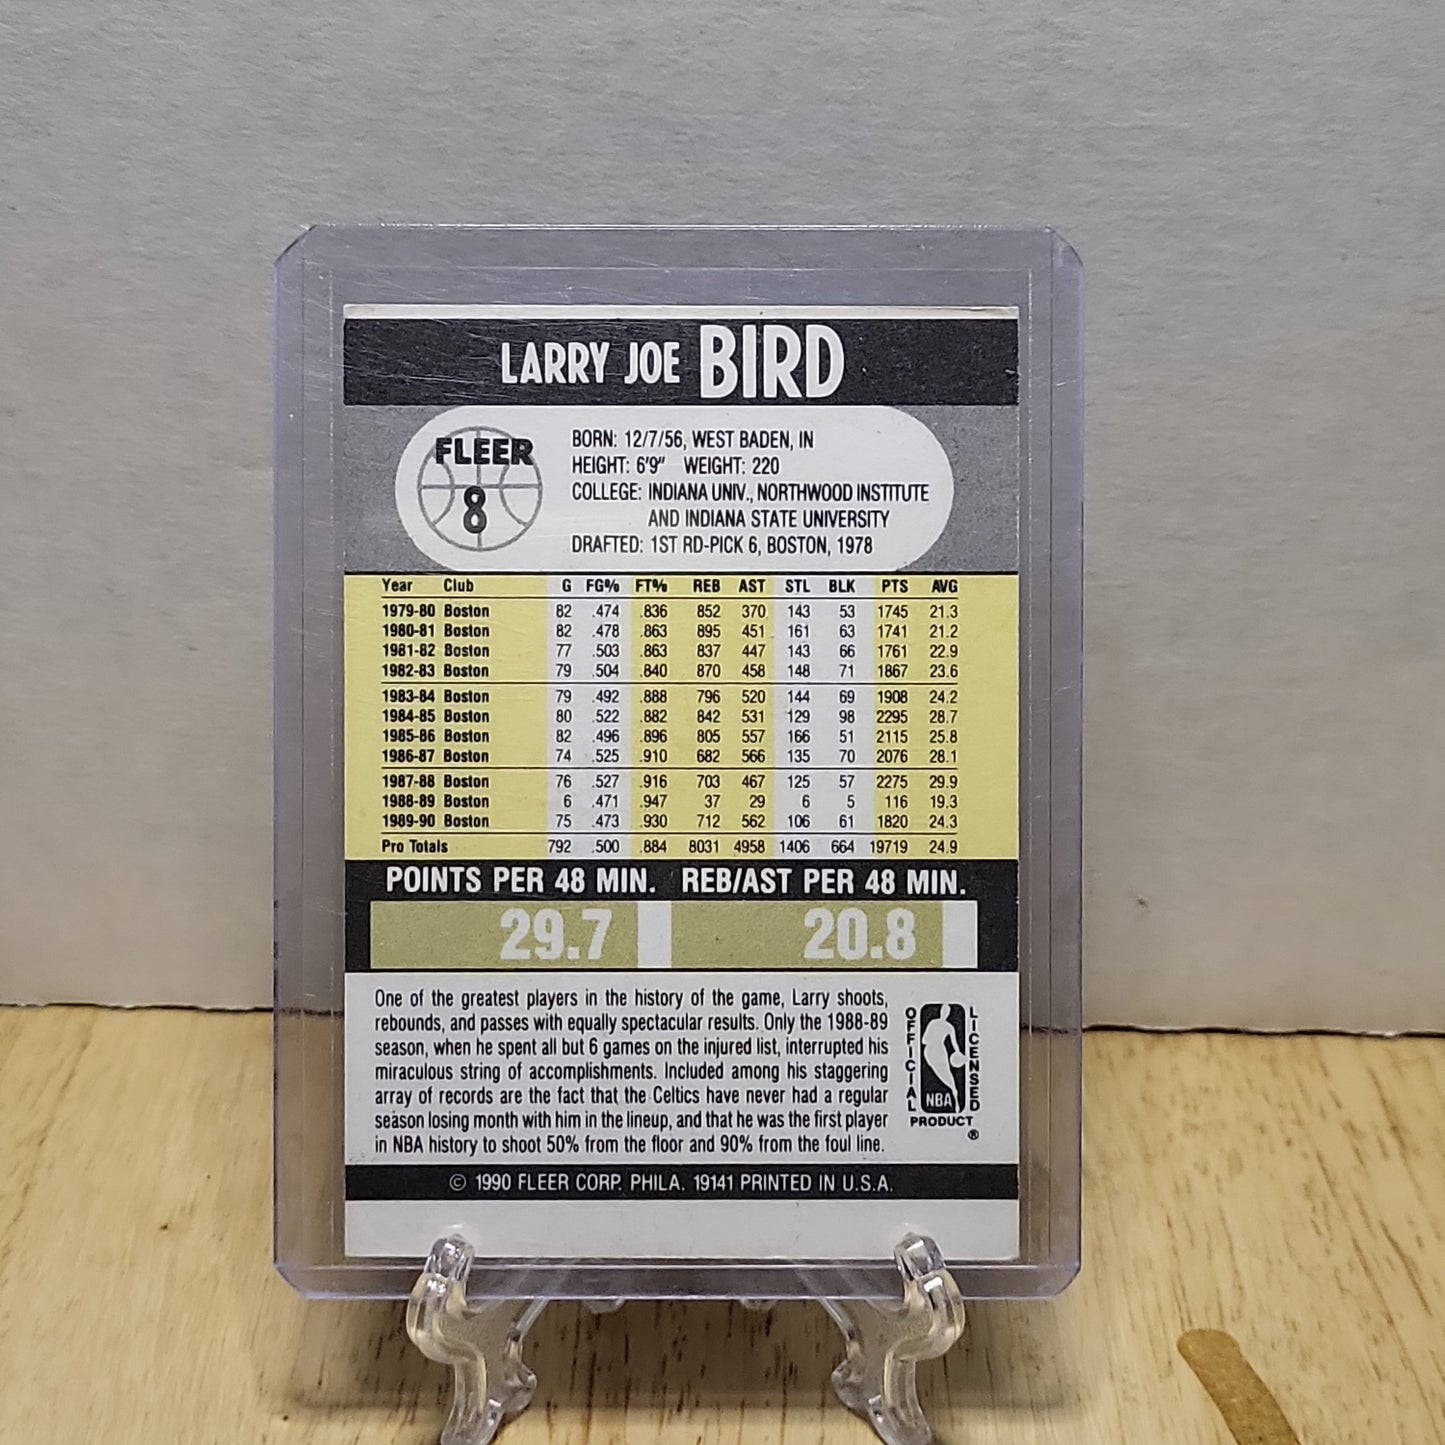 LARRY JOE BIRD
FLEER
8
BORN: 12/7/56, WEST BADEN, IN
HEIGHT: 6'9" WEIGHT: 220
COLLEGE: INDIANA UNIV., NORTHWOOD INSTITUTE
AND INDIANA STATE UNIVERSITY
DRAFTED: 1ST RD-PICK 6, BOSTON, 1978
Year Club G FG% FT% REB AST STL BLK PTS AVG
1979-80 Boston 82 .474 .836 852 370 143 53 1745 21.3
1980-81 Boston 82 .478 .863 895 451 161 63 1741 21.2
1981-82 Boston 77 .503 .863 837 447 143 66 1761 22.9
1982-83 Boston 79 .504 .840 870 458 148 71 1867 23.6
1983-84 Boston 79 .492 .888 796 520 144 69 1908 24.2
1984-85 Boston 80 .522 .882 842 531 129 98 2295 28.7
1985-86 Boston 82 .496 .896 805 557 166 51 2115 25.8
1986-87 Boston 74 .525 .910 682 566 135 70 2076 28.1
1987-88 Boston 76 .527 .916 703 467 125 57 2275 29.9
1988-89 Boston 6 .471 .947 37 29 6 5 116 19.3
1989-90 Boston 75 .473 .930 712 562 106 61 1820 24.3
Pro Totals 792 .500 .884 8031 4958 1406 664 19719 24.9
POINTS PER 48 MIN. REB/AST PER 48 MIN.
29.7 20.8
One of the greatest players in the history of the game, Larry shoots,
rebounds, and passes with equally spectacular results. Only the 1988-89
season, when he spent all but 6 games on the injured list, interrupted his
miraculous string of accomplishments. Included among his staggering
array of records are the fact that the Celtics have never had a regular
season losing month with him in the lineup, and that he was the first player
in NBA history to shoot 50% from the floor and 90% from the foul line.
OFFICIAL
LICENSED
NBA
PRODUCT
®
© 1990 FLEER CORP. PHILA. 19141 PRINTED IN U.S.A.